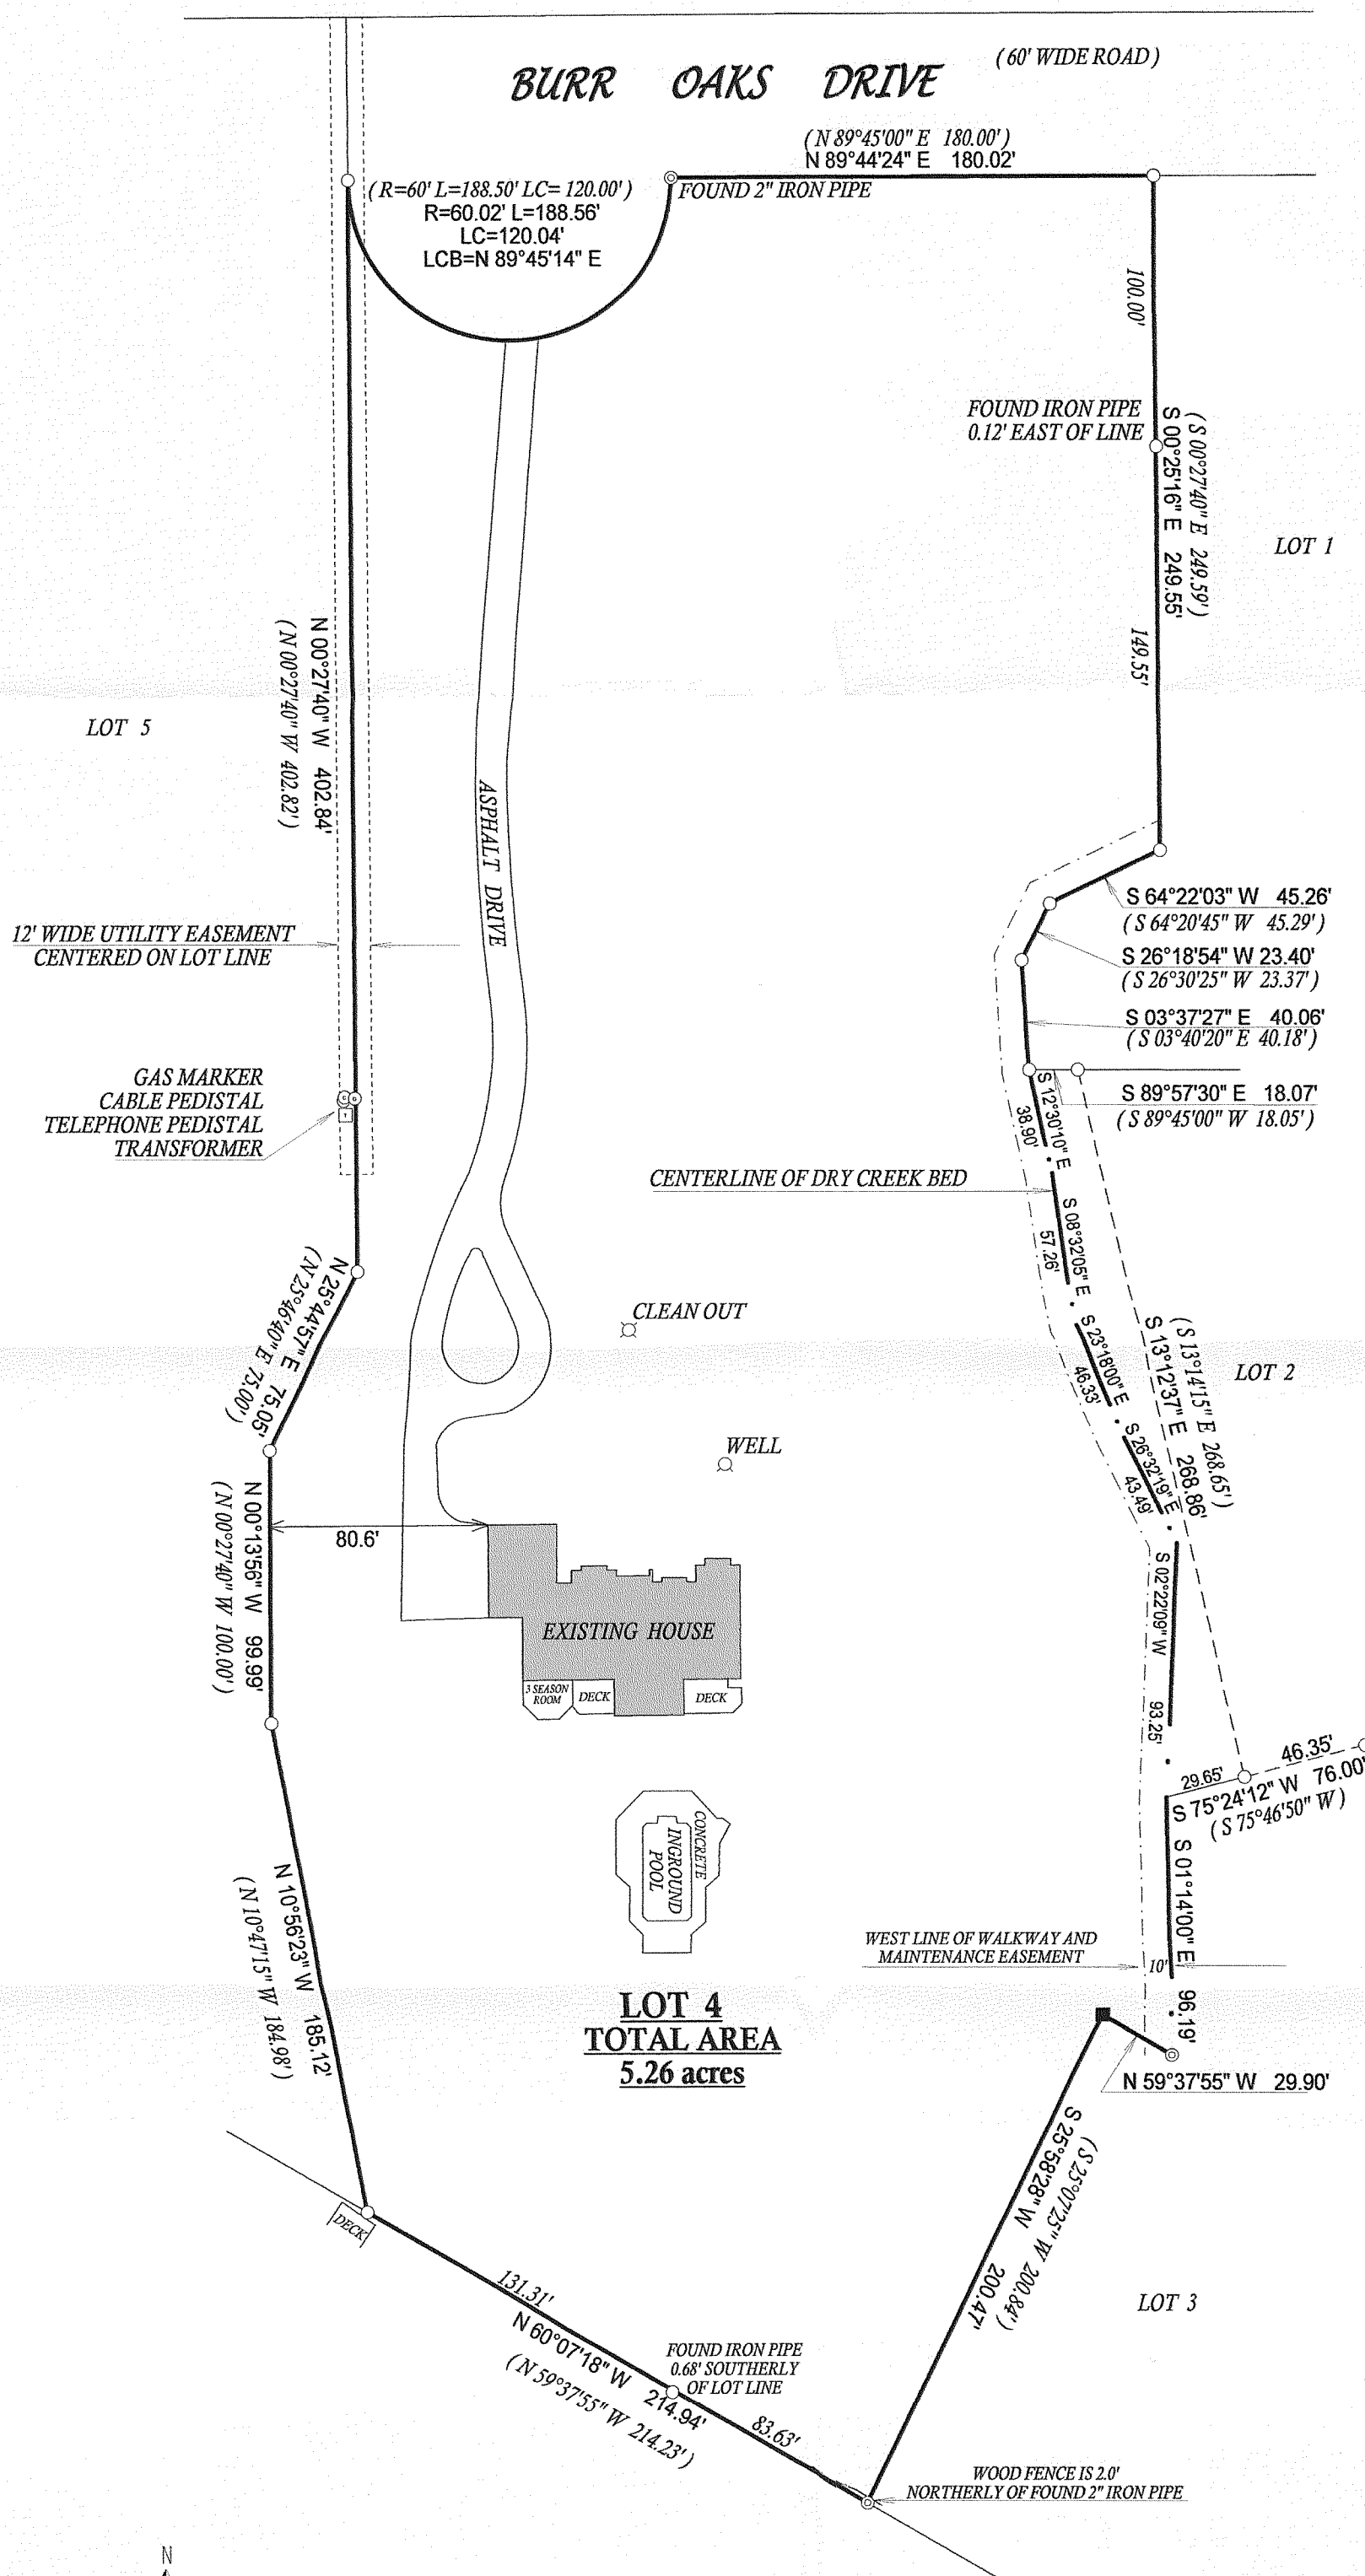 ( 60' WIDE ROAD )
BURR OAKS DRIVE
( N 89°45'00" E 180.00' )
N 89°44'24" E 180.02'
( R=60' L=188.50' LC= 120.00' )
R=60.02' L=188.56'
LC=120.04'
LCB=N 89°45'14" E
FOUND 2" IRON PIPE
100.00'
FOUND IRON PIPE
0.12' EAST OF LINE
( S 00°27'40" E 249.59' )
S 00°25'16" E 249.55'
LOT 1
149.55'
N 00°27'40" W 402.84'
( N 00°27'40" W 402.82' )
LOT 5
ASPHALT DRIVE
S 64°22'03" W 45.26'
( S 64°20'45" W 45.29' )
12' WIDE UTILITY EASEMENT
CENTERED ON LOT LINE
S 26°18'54" W 23.40'
( S 26°30'25" W 23.37' )
S 03°37'27" E 40.06'
( S 03°40'20" E 40.18' )
GAS MARKER
CABLE PEDISTAL
TELEPHONE PEDISTAL
TRANSFORMER
C G
T
S 89°57'30" E 18.07'
( S 89°45'00" W 18.05' )
S 12°30'10" E
38.90'
CENTERLINE OF DRY CREEK BED
S 08°32'05" E
57.26'
N 25°44'57" E 75.05'
( N 25°46'40" E 75.00' )
CLEAN OUT
S 23°18'00" E
46.33'
( S 13°14'15" E 268.65' )
S 13°12'37" E 268.86'
LOT 2
S 26°32'19" E
43.49'
WELL
N 00°13'56" W 99.99'
( N 00°27'40" W 100.00' )
80.6'
S 02°22'09" W
93.25'
EXISTING HOUSE
3 SEASON
ROOM
DECK
DECK
46.35'
29.65'
S 75°24'12" W 76.00'
( S 75°46'50" W )
CONCRETE
INGROUND
POOL
N 10°56'23" W 185.12'
( N 10°47'15" W 184.98' )
S 01°14'00" E 96.19'
WEST LINE OF WALKWAY AND
MAINTENANCE EASEMENT
10'
LOT 4
TOTAL AREA
5.26 acres
N 59°37'55" W 29.90'
S 25°58'28" W 200.47'
( S 25°07'25" W 200.84' )
DECK
131.31'
N 60°07'18" W 214.94'
( N 59°37'55" W 214.23' )
LOT 3
FOUND IRON PIPE
0.68' SOUTHERLY
OF LOT LINE
83.63'
WOOD FENCE IS 2.0'
NORTHERLY OF FOUND 2" IRON PIPE
N